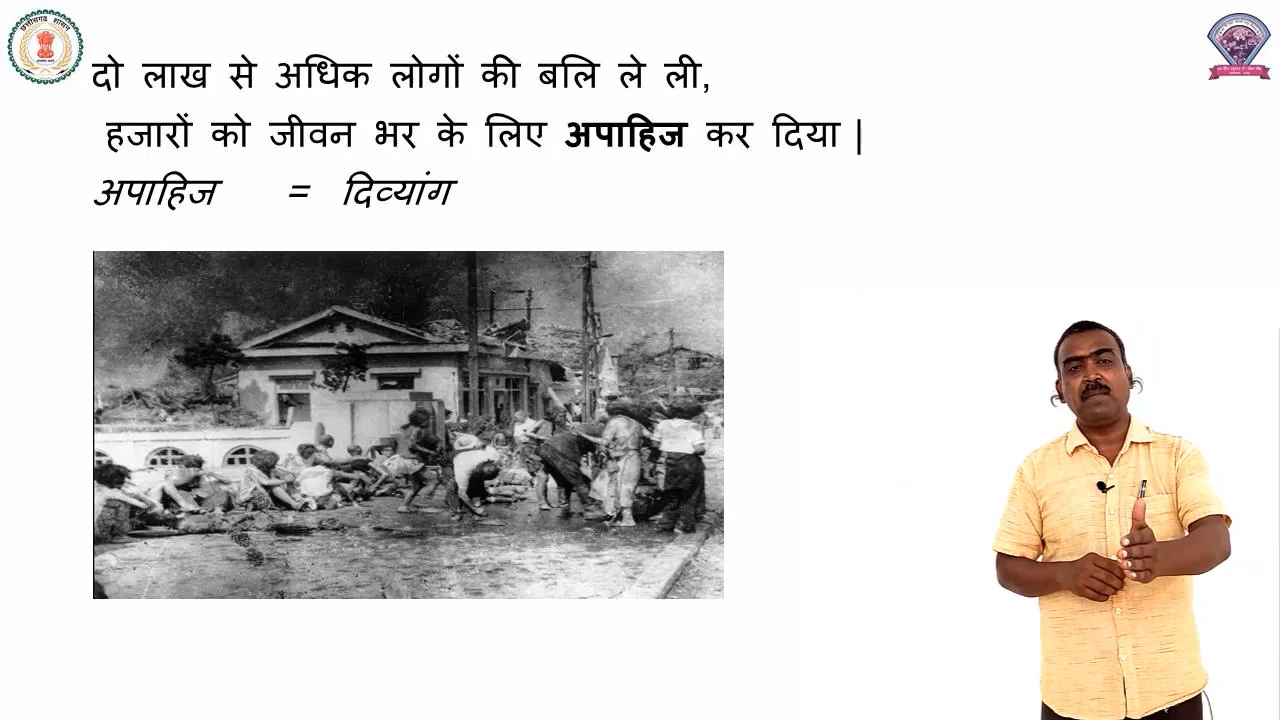 दो लाख से अधिक लोगों की बलि ले ली,
हजारों को जीवन भर के लिए अपाहिज कर दिया |
अपाहिज = दिव्यांग